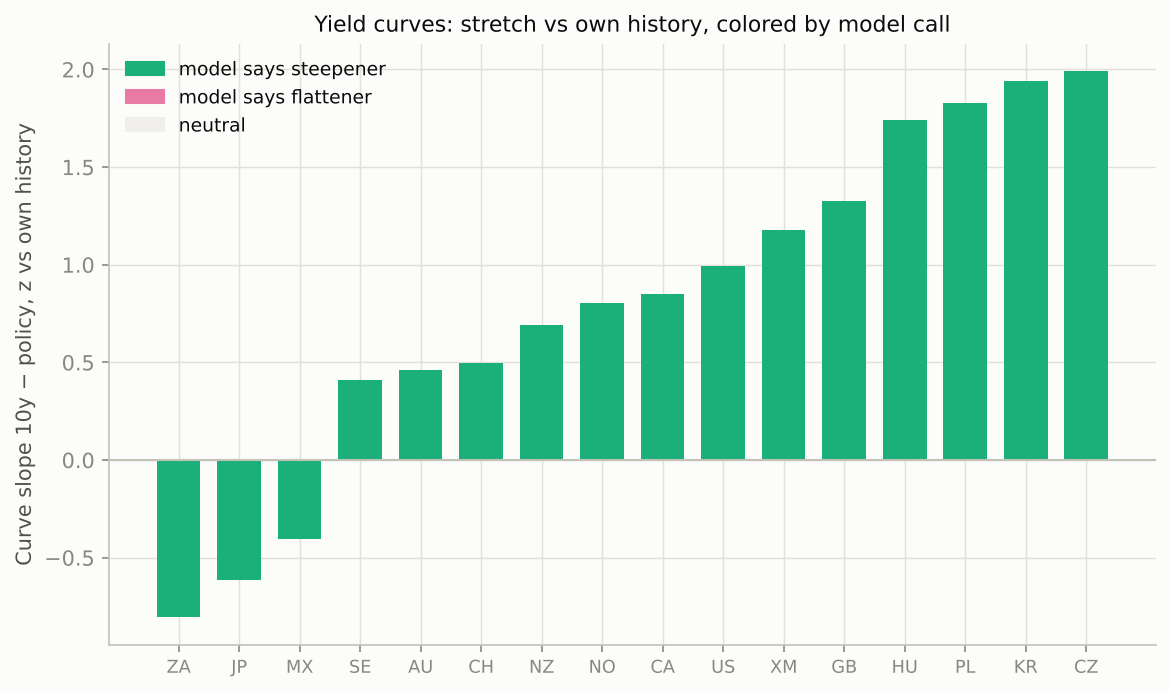 Yield curves: stretch vs own history, colored by model call
model says steepener
model says flattener
neutral
Curve slope 10y − policy, z vs own history
2.0
1.5
1.0
0.5
0.0
−0.5
ZA JP MX SE AU CH NZ NO CA US XM GB HU PL KR CZ